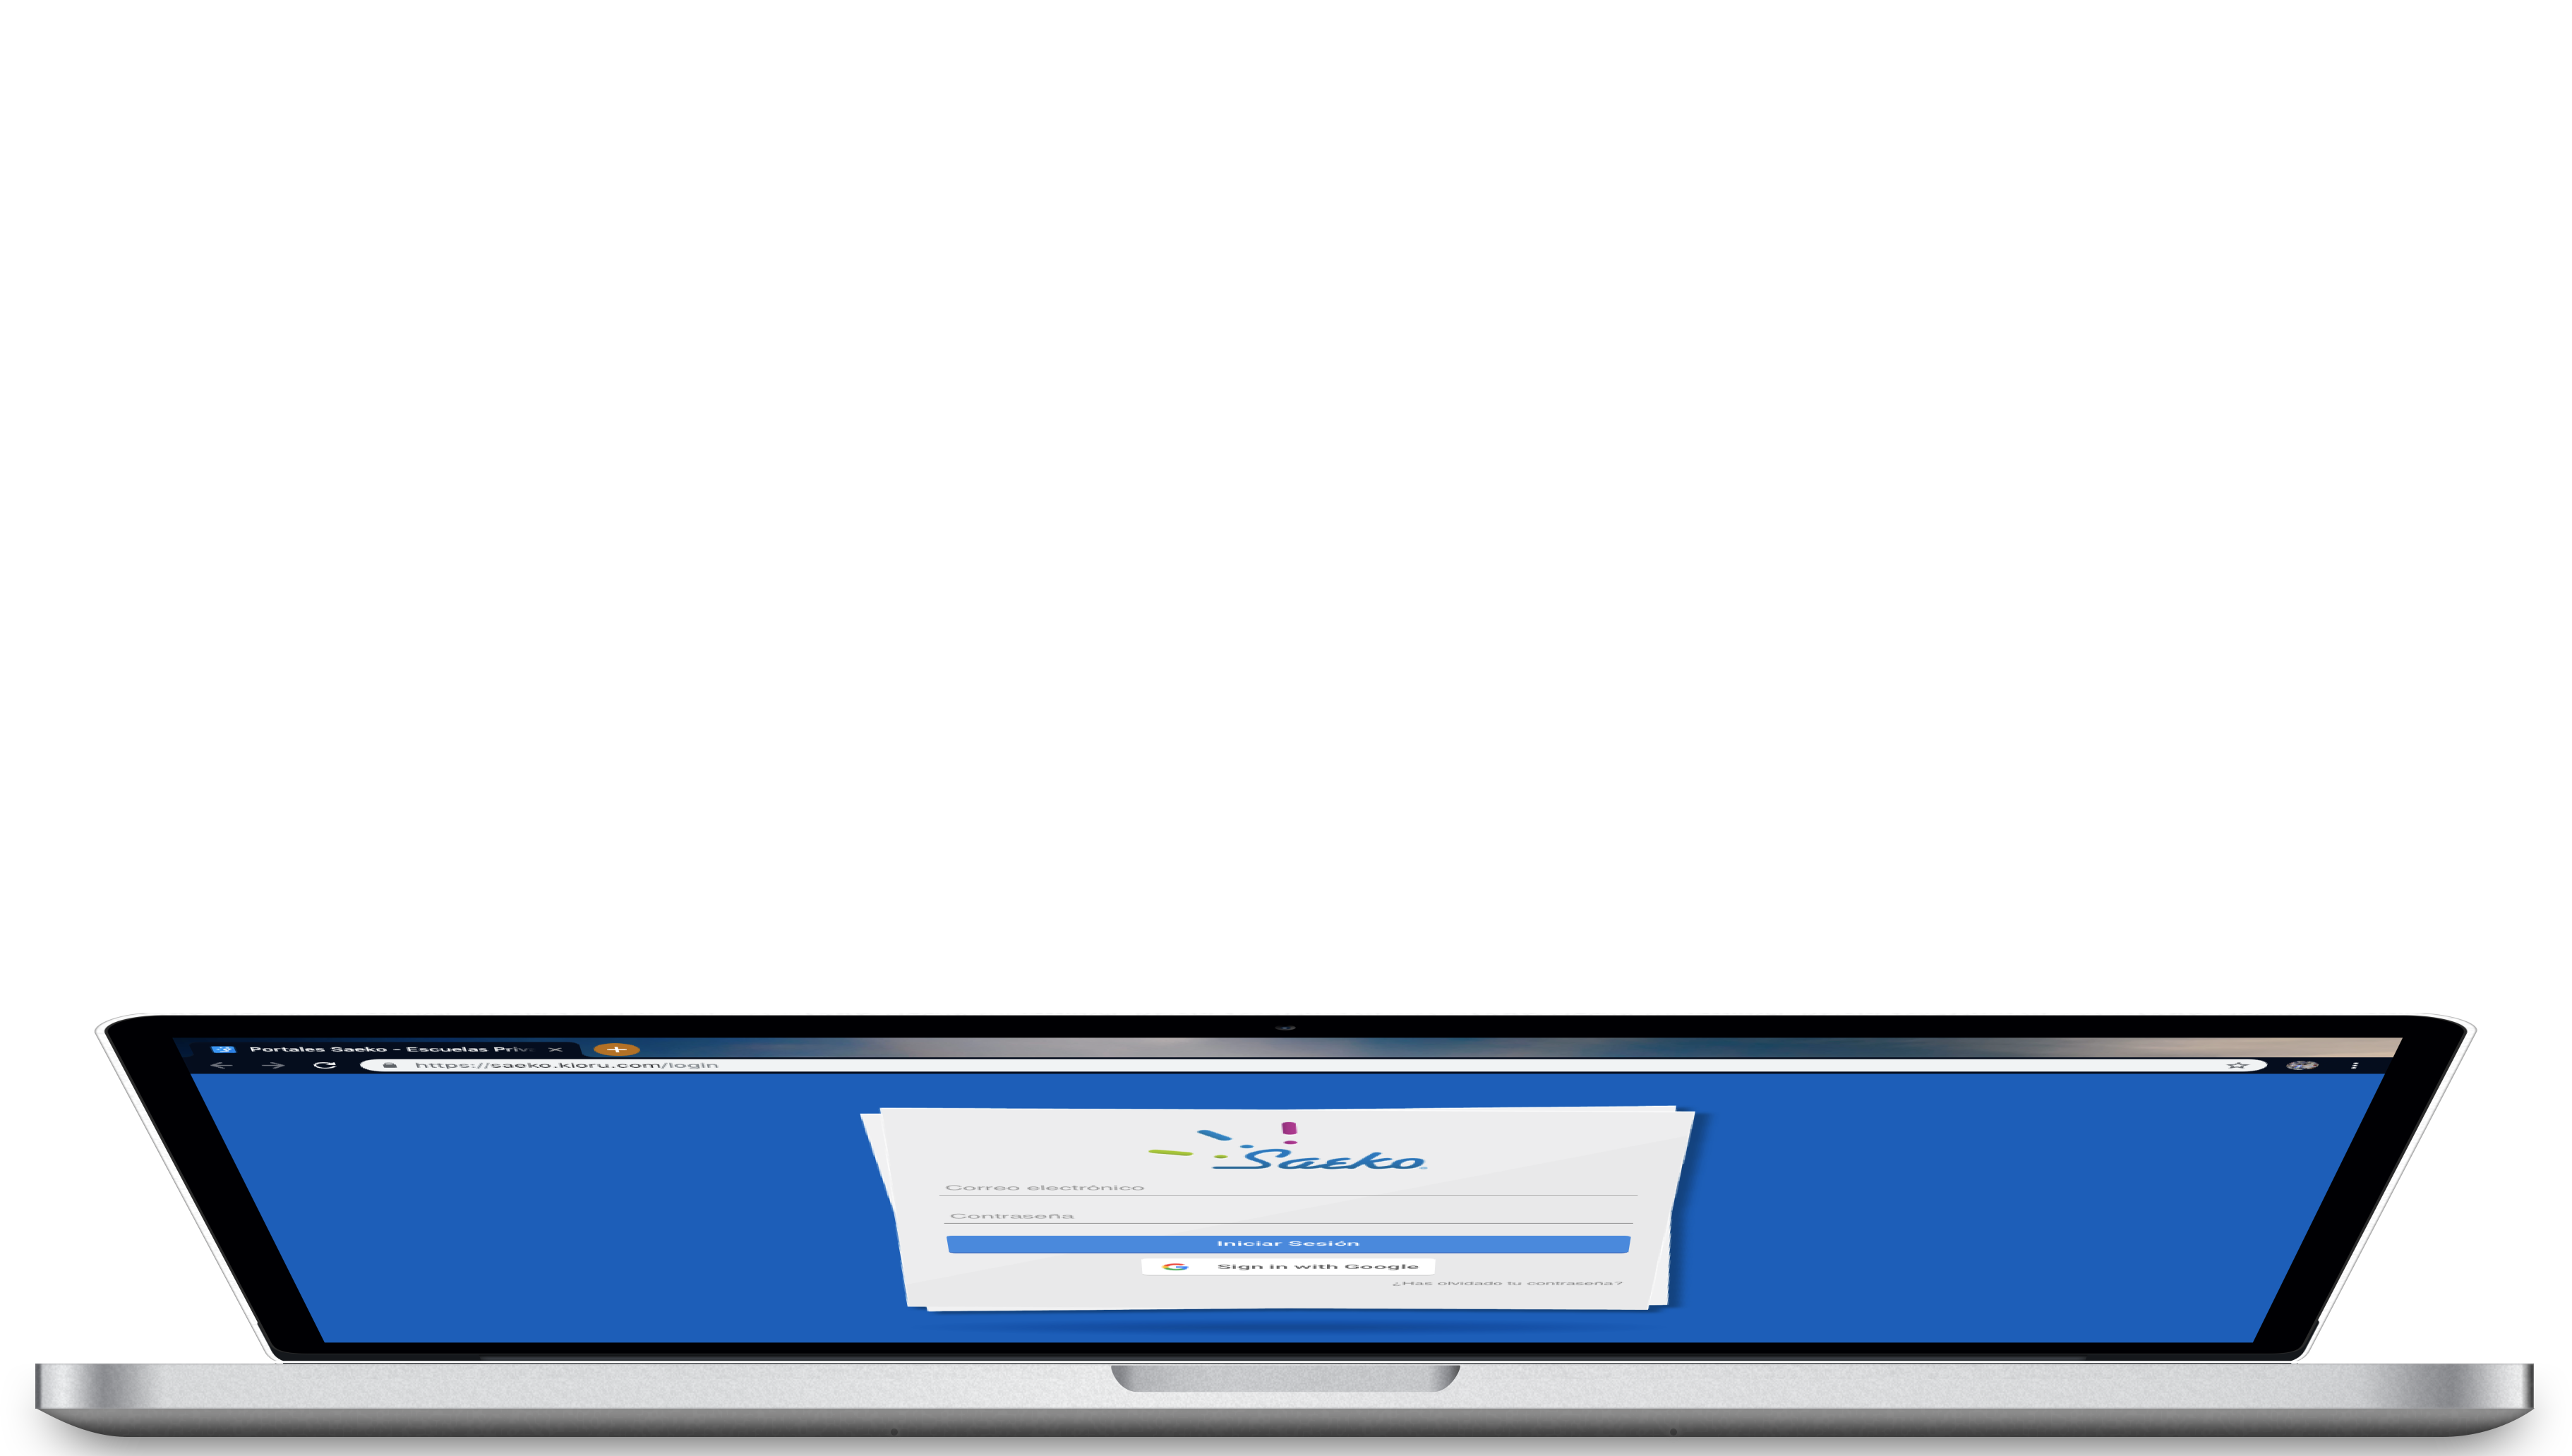 Portales Saeko - Escuelas Priv
https://saeko.kioru.com/login
Saeko
Correo electrónico
Contraseña
Iniciar Sesión
Sign in with Google
¿Has olvidado tu contraseña?